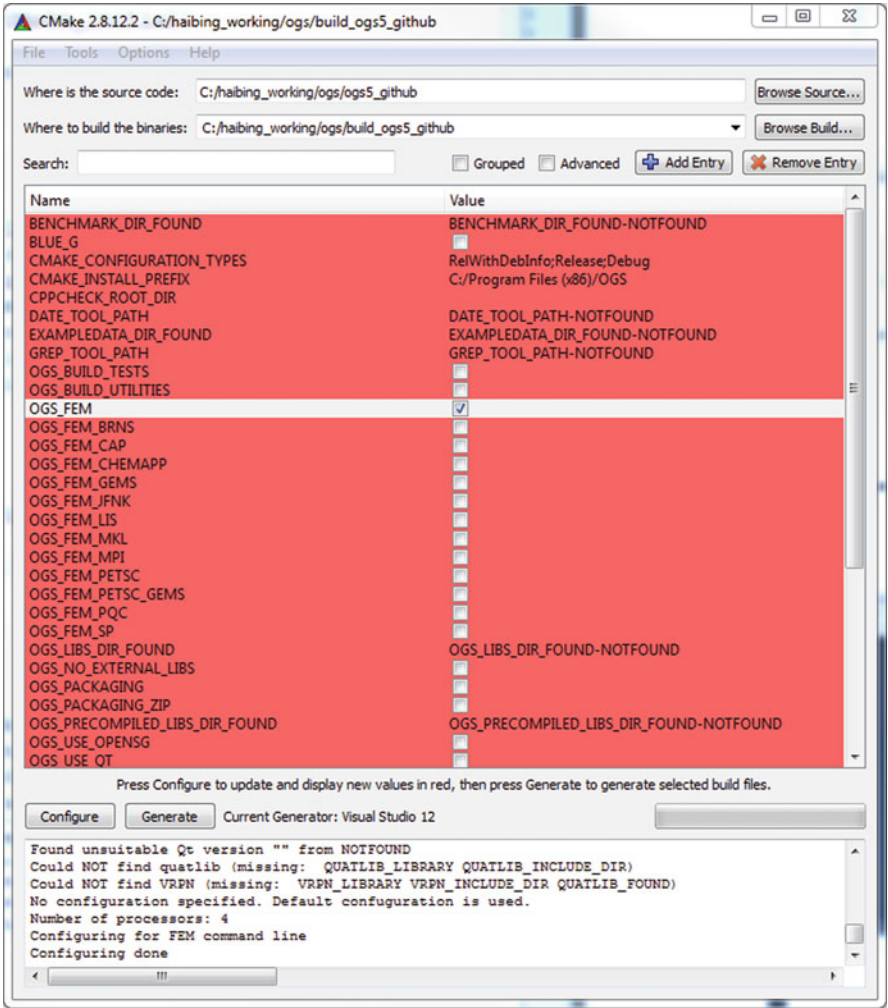 CMake 2.8.12.2 - C:/haibing_working/ogs/build_ogs5_github
File Tools Options Help
Where is the source code: C:/haibing_working/ogs/ogs5_github Browse Source...
Where to build the binaries: C:/haibing_working/ogs/build_ogs5_github Browse Build...
Search: Grouped Advanced Add Entry Remove Entry
Name Value
BENCHMARK_DIR_FOUND BENCHMARK_DIR_FOUND-NOTFOUND
BLUE_G
CMAKE_CONFIGURATION_TYPES RelWithDebInfo;Release;Debug
CMAKE_INSTALL_PREFIX C:/Program Files (x86)/OGS
CPPCHECK_ROOT_DIR
DATE_TOOL_PATH DATE_TOOL_PATH-NOTFOUND
EXAMPLEDATA_DIR_FOUND EXAMPLEDATA_DIR_FOUND-NOTFOUND
GREP_TOOL_PATH GREP_TOOL_PATH-NOTFOUND
OGS_BUILD_TESTS
OGS_BUILD_UTILITIES
OGS_FEM
OGS_FEM_BRNS
OGS_FEM_CAP
OGS_FEM_CHEMAPP
OGS_FEM_GEMS
OGS_FEM_JFNK
OGS_FEM_LIS
OGS_FEM_MKL
OGS_FEM_MPI
OGS_FEM_PETSC
OGS_FEM_PETSC_GEMS
OGS_FEM_PQC
OGS_FEM_SP
OGS_LIBS_DIR_FOUND OGS_LIBS_DIR_FOUND-NOTFOUND
OGS_NO_EXTERNAL_LIBS
OGS_PACKAGING
OGS_PACKAGING_ZIP
OGS_PRECOMPILED_LIBS_DIR_FOUND OGS_PRECOMPILED_LIBS_DIR_FOUND-NOTFOUND
OGS_USE_OPENSG
OGS_USE_QT
Press Configure to update and display new values in red, then press Generate to generate selected build files.
Configure Generate Current Generator: Visual Studio 12
Found unsuitable Qt version "" from NOTFOUND
Could NOT find quatlib (missing: QUATLIB_LIBRARY QUATLIB_INCLUDE_DIR)
Could NOT find VRPN (missing: VRPN_LIBRARY VRPN_INCLUDE_DIR QUATLIB_FOUND)
No configuration specified. Default confuguration is used.
Number of processors: 4
Configuring for FEM command line
Configuring done